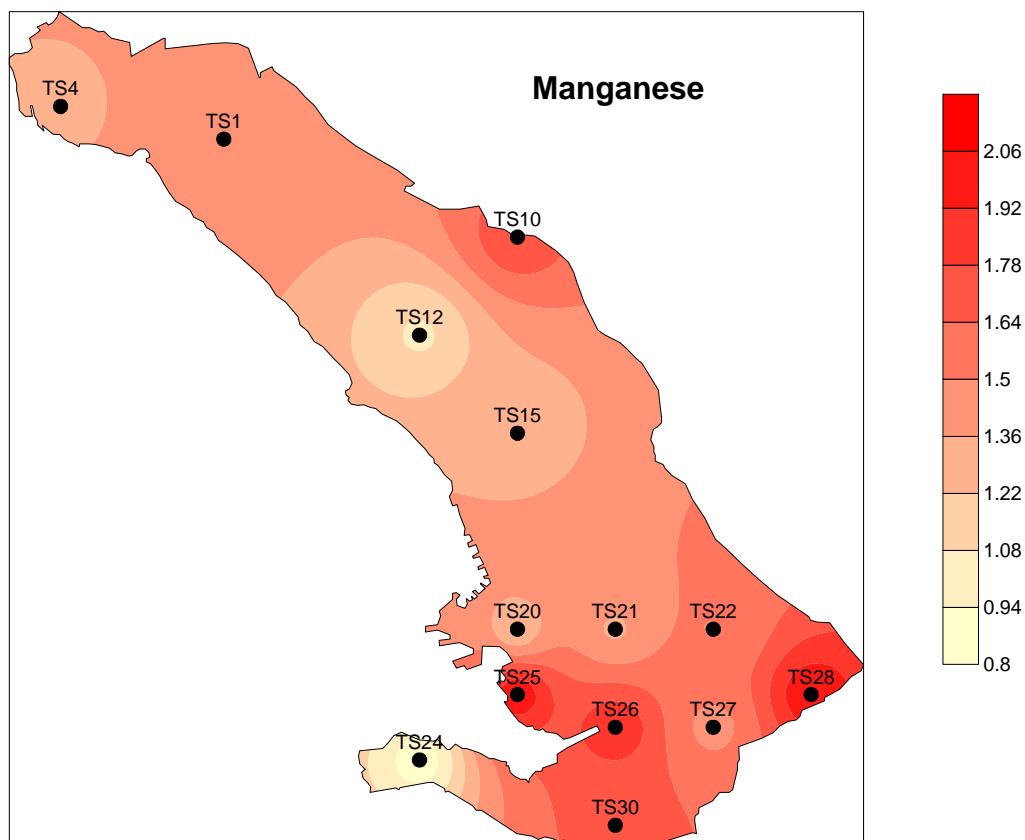 TS4
Manganese
TS1
2.06
1.92
TS10
1.78
TS12
1.64
1.5
TS15
1.36
1.22
1.08
TS20 TS21 TS22
0.94
0.8
TS25 TS28
TS26 TS27
TS24
TS30